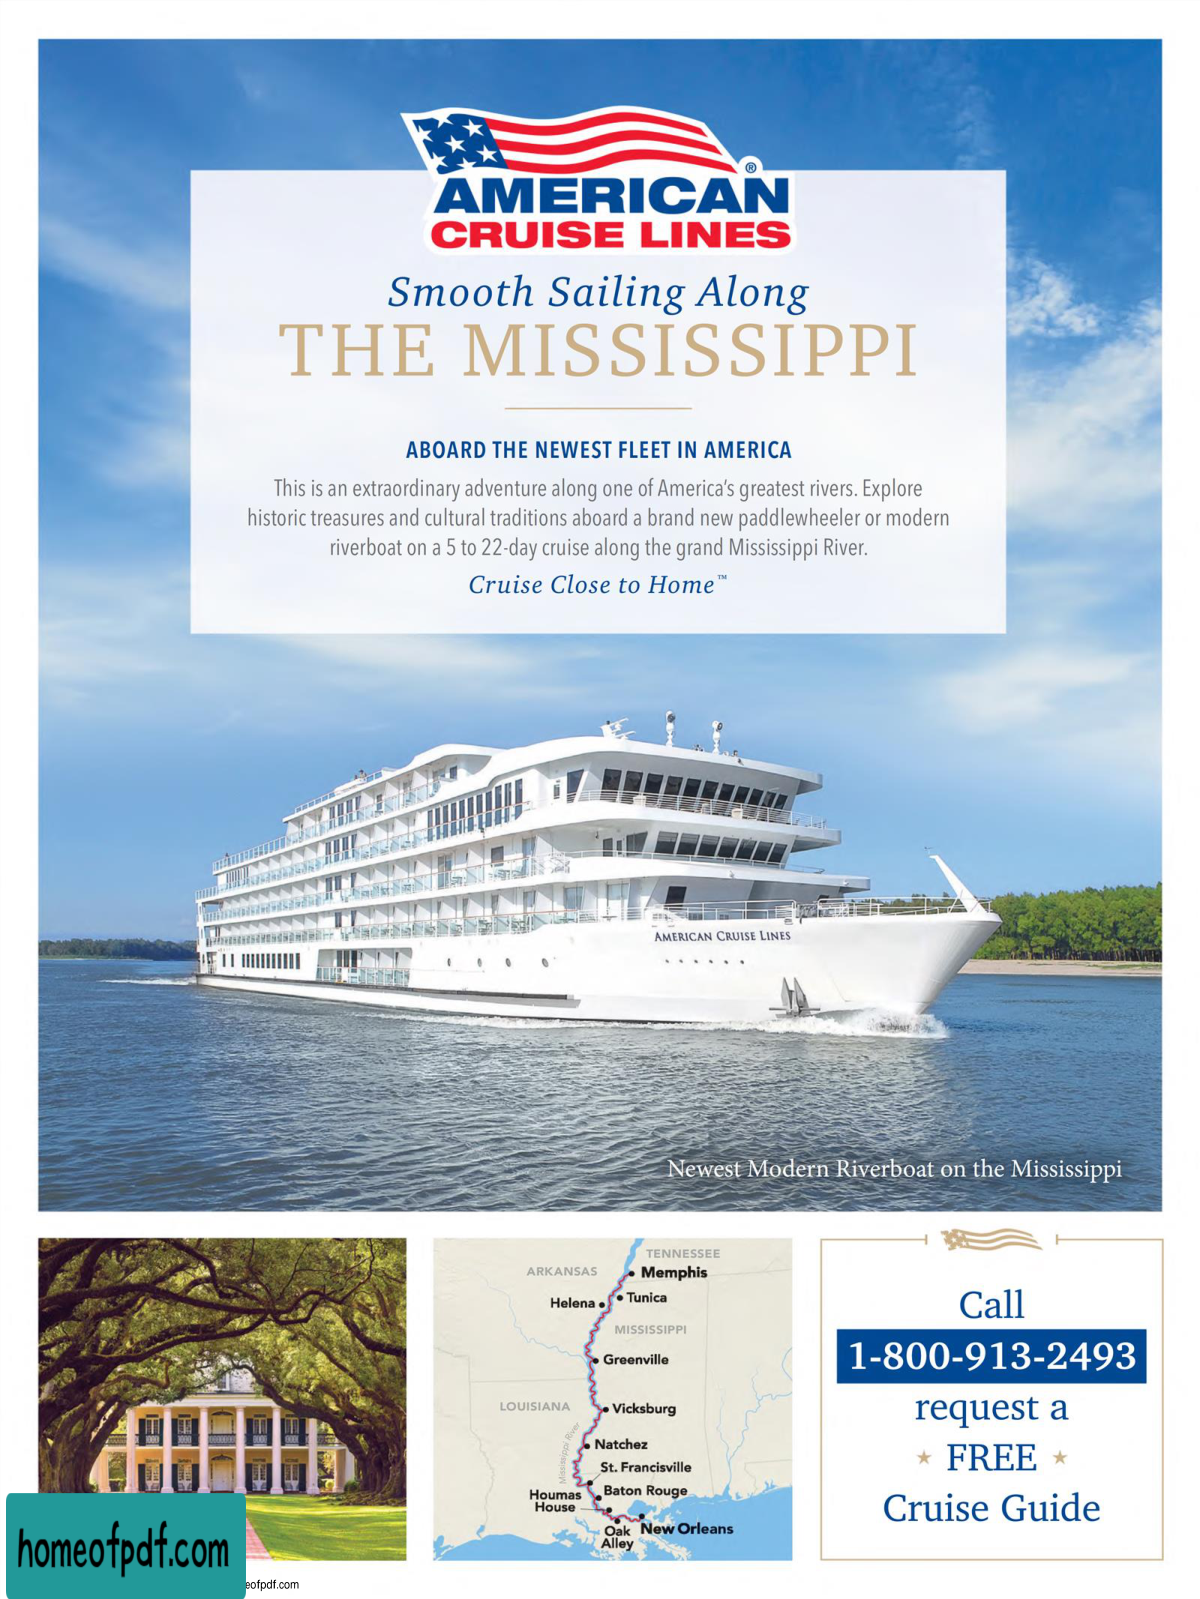 AMERICAN®
CRUISE LINES
Smooth Sailing Along
THE MISSISSIPPI
ABOARD THE NEWEST FLEET IN AMERICA
This is an extraordinary adventure along one of America's greatest rivers. Explore
historic treasures and cultural traditions aboard a brand new paddlewheeler or modern
riverboat on a 5 to 22-day cruise along the grand Mississippi River.
Cruise Close to Home™
AMERICAN CRUISE LINES
Newest Modern Riverboat on the Mississippi
TENNESSEE
ARKANSAS
Memphis
Helena
Tunica
MISSISSIPPI
Greenville
LOUISIANA
Vicksburg
Mississippi River
Natchez
St. Francisville
Baton Rouge
Houmas
House
Oak
Alley
New Orleans
Call
1-800-913-2493
request a
FREE
Cruise Guide
homeofpdf.com
eofpdf.com